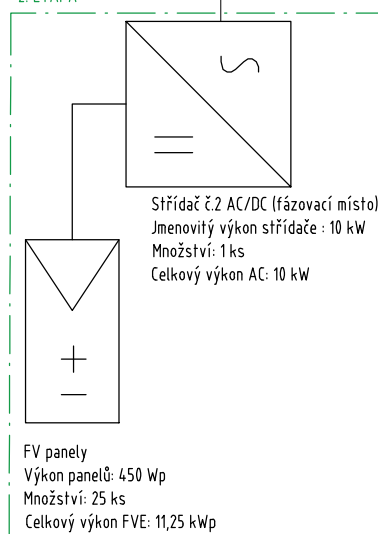 Střídač č.2 AC/DC (fázovací místo)
Jmenovitý výkon střídače : 10 kW
Množství: 1 ks
Celkový výkon AC: 10 kW
FV panely
Výkon panelů: 450 Wp
Množství: 25 ks
Celkový výkon FVE: 11,25 kWp